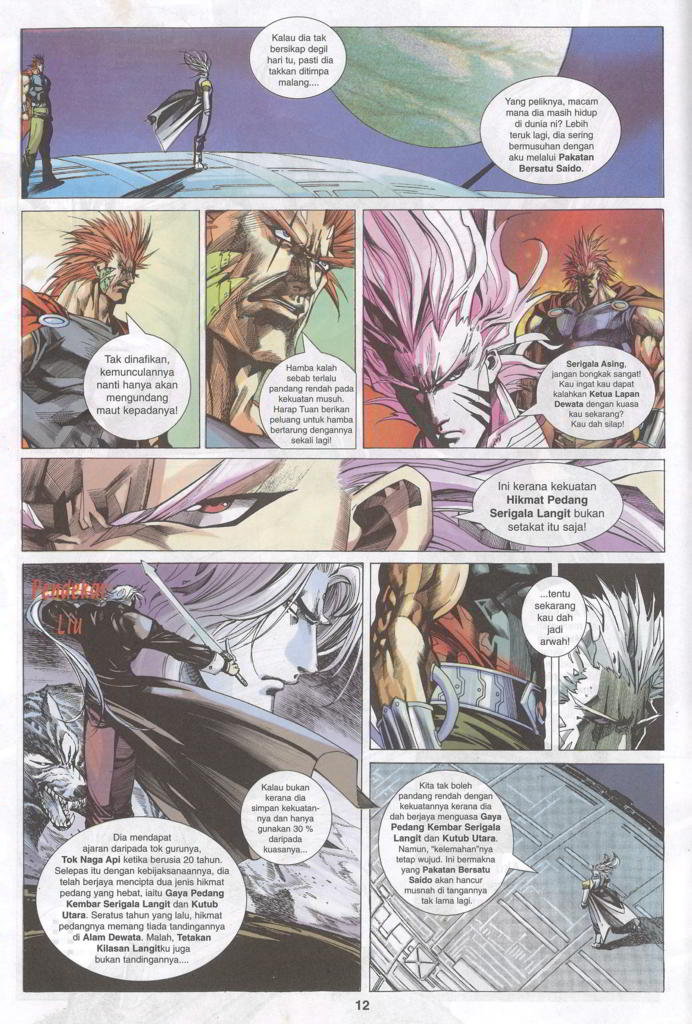 Kalau dia tak
bersikap degil
hari tu, pasti dia
takkan ditimpa
malang....
Yang peliknya, macam
mana dia masih hidup
di dunia ni? Lebih
teruk lagi, dia sering
bermusuhan dengan
aku melalui Pakatan
Bersatu Saido.
Tak dinafikan,
kemunculannya
nanti hanya akan
mengundang
maut kepadanya!
Hamba kalah
sebab terlalu
pandang rendah pada
kekuatan musuh.
Harap Tuan berikan
peluang untuk hamba
bertarung dengannya
sekali lagi!
Serigala Asing,
jangan bongkak sangat!
Kau ingat kau dapat
kalahkan Ketua Lapan
Dewata dengan kuasa
kau sekarang?
Kau dah silap!
Ini kerana kekuatan
Hikmat Pedang
Serigala Langit bukan
setakat itu saja!
Pendekar
Liu
Kalau bukan
kerana dia
simpan kekuatan-
nya dan hanya
gunakan 30 %
daripada
kuasanya...
...tentu
sekarang
kau dah
jadi
arwah!
Dia mendapat
ajaran daripada tok gurunya,
Tok Naga Api ketika berusia 20 tahun.
Selepas itu dengan kebijaksanaannya, dia
telah berjaya mencipta dua jenis hikmat
pedang yang hebat, iaitu Gaya Pedang
Kembar Serigala Langit dan Kutub
Utara. Seratus tahun yang lalu, hikmat
pedangnya memang tiada tandingannya
di Alam Dewata. Malah, Tetakan
Kilasan Langitku juga
bukan tandingannya....
Kita tak boleh
pandang rendah dengan
kekuatannya kerana dia
dah berjaya menguasa Gaya
Pedang Kembar Serigala
Langit dan Kutub Utara.
Namun, "kelemahan"nya
tetap wujud. Ini bermakna
yang Pakatan Bersatu
Saido akan hancur
musnah di tangannya
tak lama lagi.
12